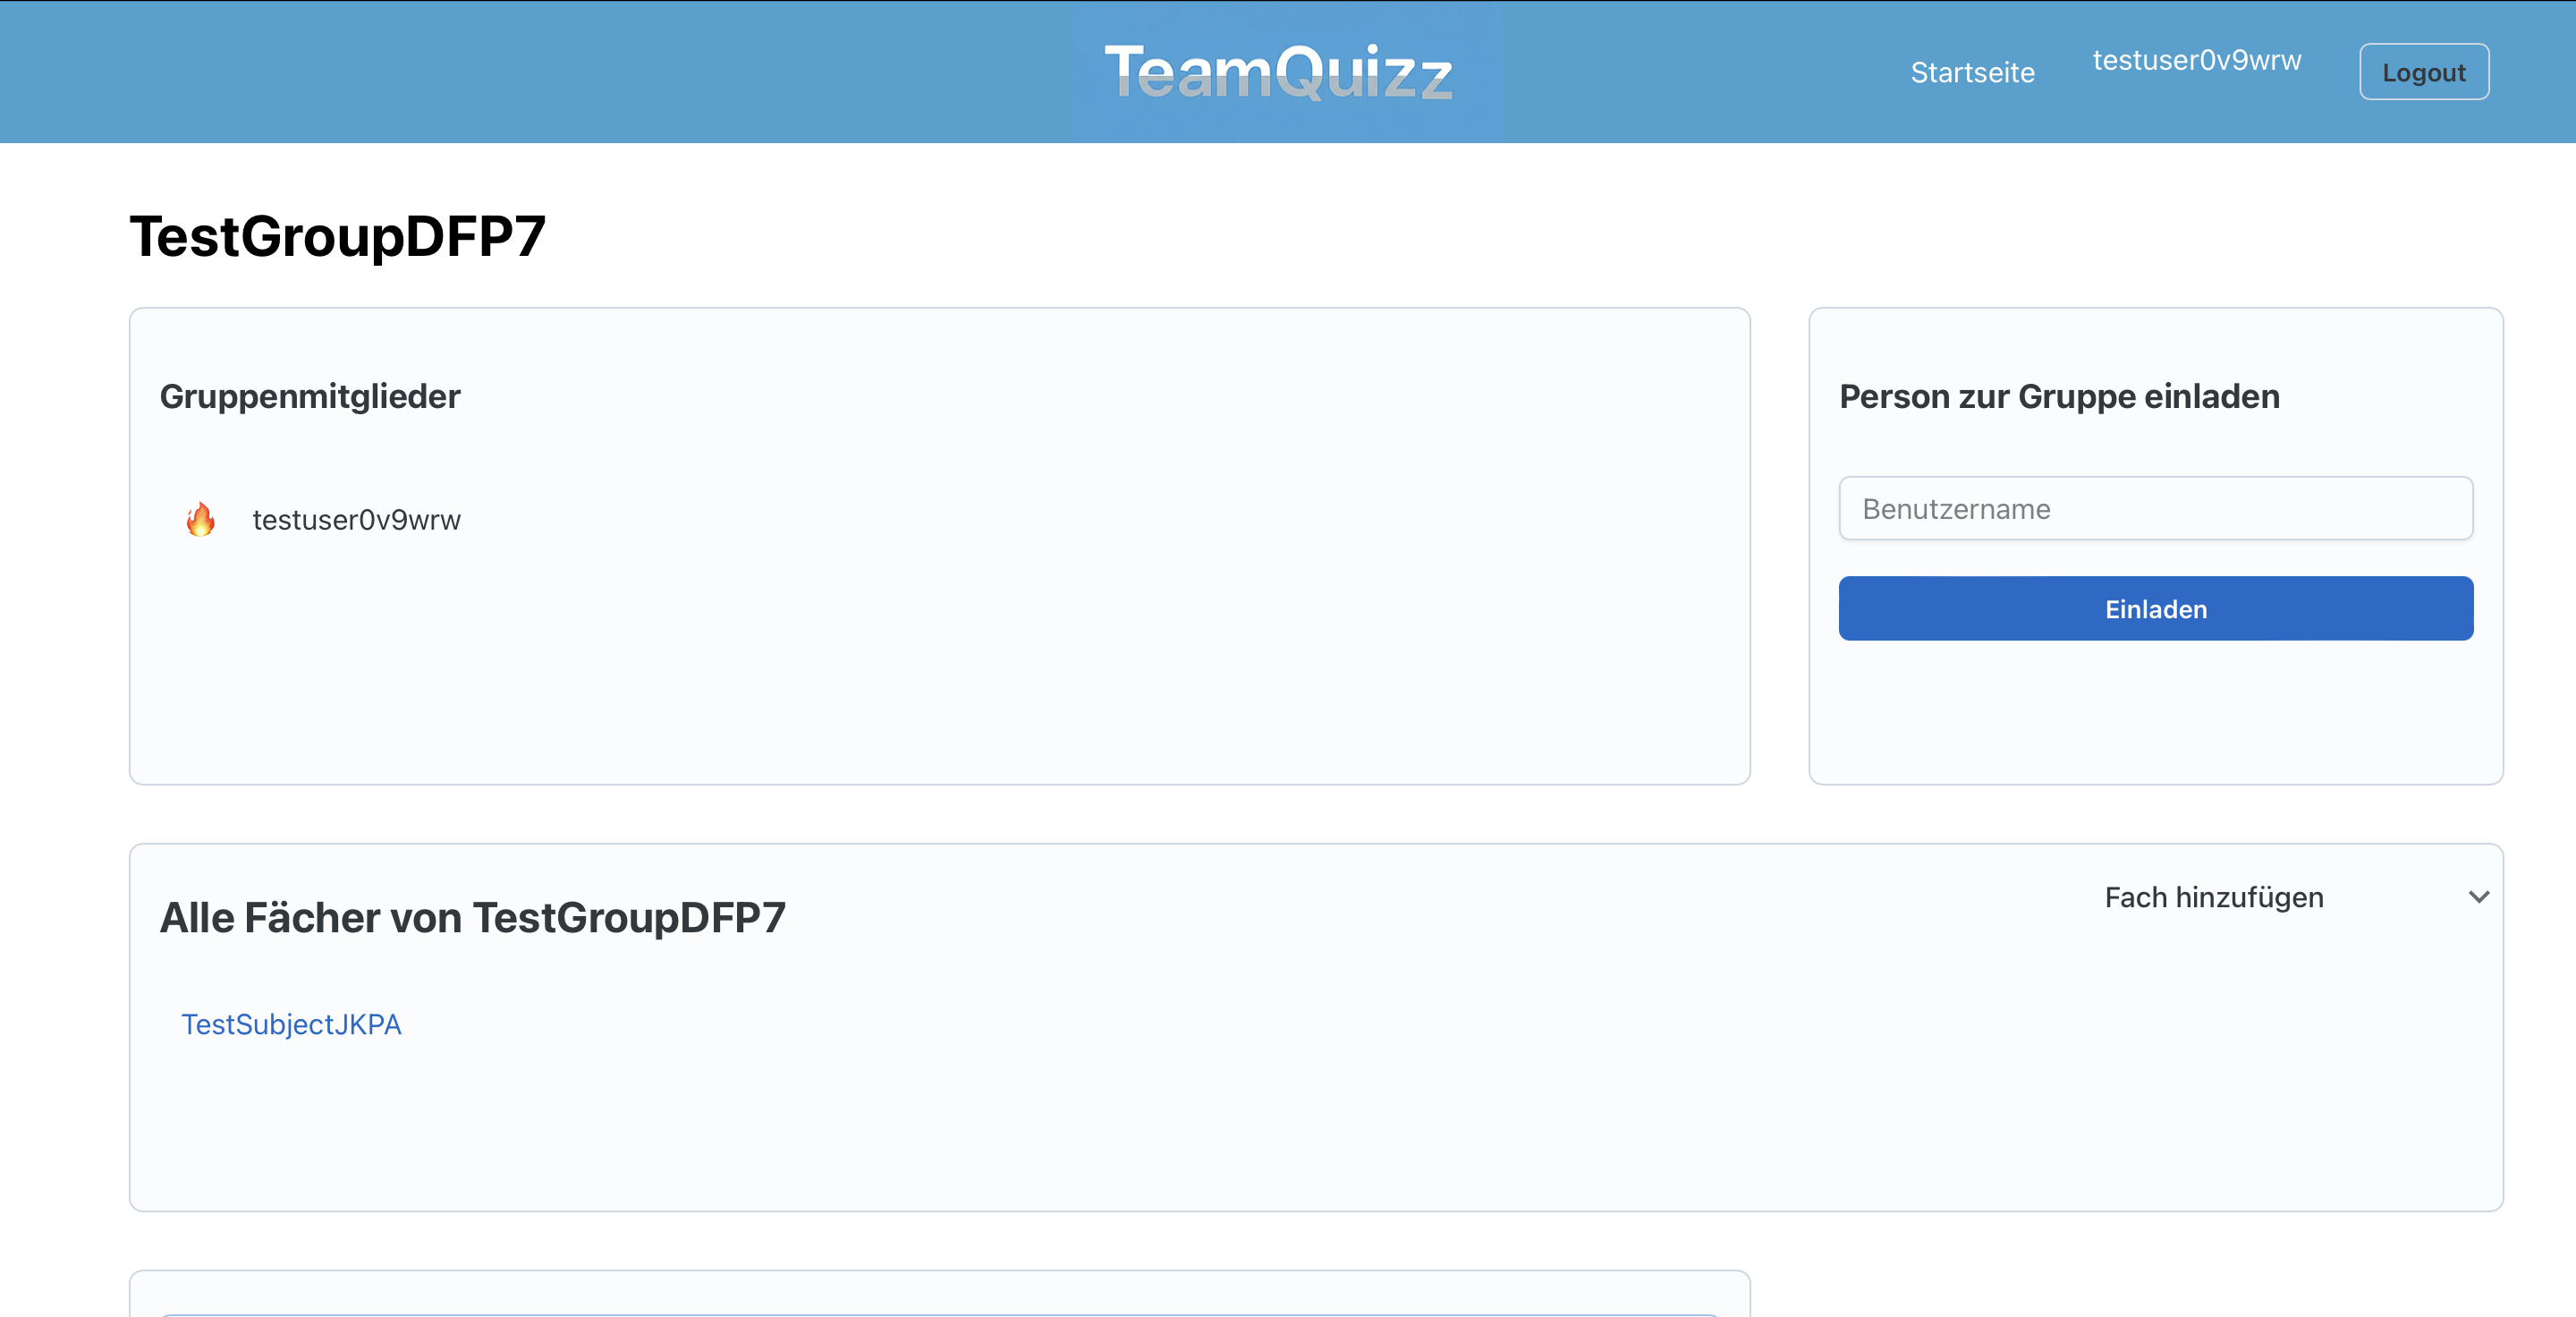 TeamQuizz
Startseite
testuser0v9wrw
Logout
TestGroupDFP7
Gruppenmitglieder
testuser0v9wrw
Person zur Gruppe einladen
Benutzername
Einladen
Alle Fächer von TestGroupDFP7
Fach hinzufügen
TestSubjectJKPA